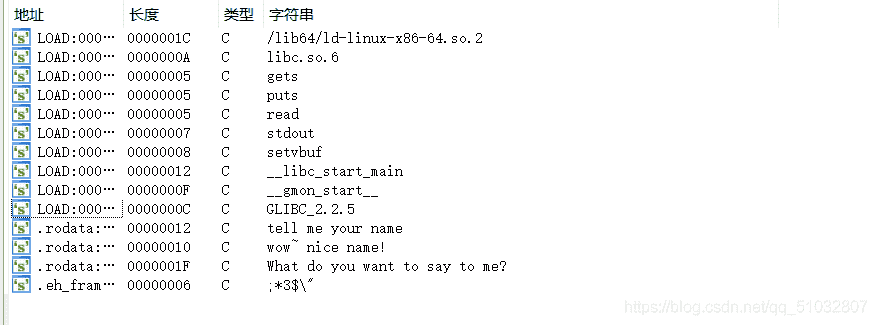 地址 长度 类型 字符串
's' LOAD:000… 0000001C C /lib64/ld-linux-x86-64.so.2
's' LOAD:000… 0000000A C libc.so.6
's' LOAD:000… 00000005 C gets
's' LOAD:000… 00000005 C puts
's' LOAD:000… 00000005 C read
's' LOAD:000… 00000007 C stdout
's' LOAD:000… 00000008 C setvbuf
's' LOAD:000… 00000012 C __libc_start_main
's' LOAD:000… 0000000F C __gmon_start__
's' LOAD:000… 0000000C C GLIBC_2.2.5
's' .rodata:… 00000012 C tell me your name
's' .rodata:… 00000010 C wow~ nice name!
's' .rodata:… 0000001F C What do you want to say to me?
's' .eh_fram… 00000006 C ;*3$\"
https://blog.csdn.net/qq_51032807